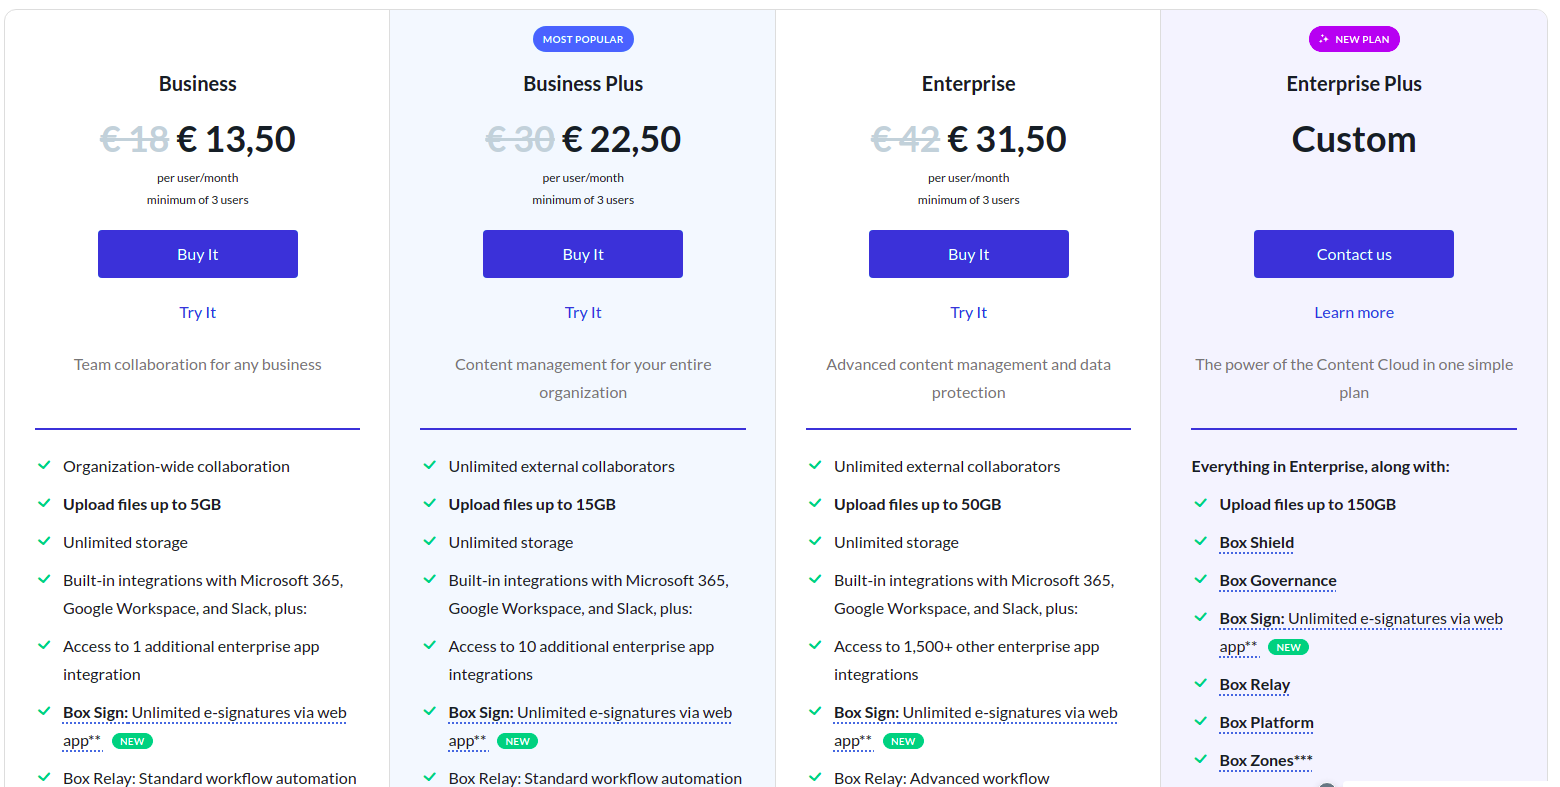 Business
€ 18 € 13,50
per user/month
minimum of 3 users
Buy It
Try It
Team collaboration for any business
Organization-wide collaboration
Upload files up to 5GB
Unlimited storage
Built-in integrations with Microsoft 365,
Google Workspace, and Slack, plus:
Access to 1 additional enterprise app
integration
Box Sign: Unlimited e-signatures via web
app** NEW
Box Relay: Standard workflow automation
MOST POPULAR
Business Plus
€ 30 € 22,50
per user/month
minimum of 3 users
Buy It
Try It
Content management for your entire
organization
Unlimited external collaborators
Upload files up to 15GB
Unlimited storage
Built-in integrations with Microsoft 365,
Google Workspace, and Slack, plus:
Access to 10 additional enterprise app
integrations
Box Sign: Unlimited e-signatures via web
app** NEW
Box Relay: Standard workflow automation
Enterprise
€ 42 € 31,50
per user/month
minimum of 3 users
Buy It
Try It
Advanced content management and data
protection
Unlimited external collaborators
Upload files up to 50GB
Unlimited storage
Built-in integrations with Microsoft 365,
Google Workspace, and Slack, plus:
Access to 1,500+ other enterprise app
integrations
Box Sign: Unlimited e-signatures via web
app** NEW
Box Relay: Advanced workflow
NEW PLAN
Enterprise Plus
Custom
Contact us
Learn more
The power of the Content Cloud in one simple
plan
Everything in Enterprise, along with:
Upload files up to 150GB
Box Shield
Box Governance
Box Sign: Unlimited e-signatures via web
app** NEW
Box Relay
Box Platform
Box Zones***